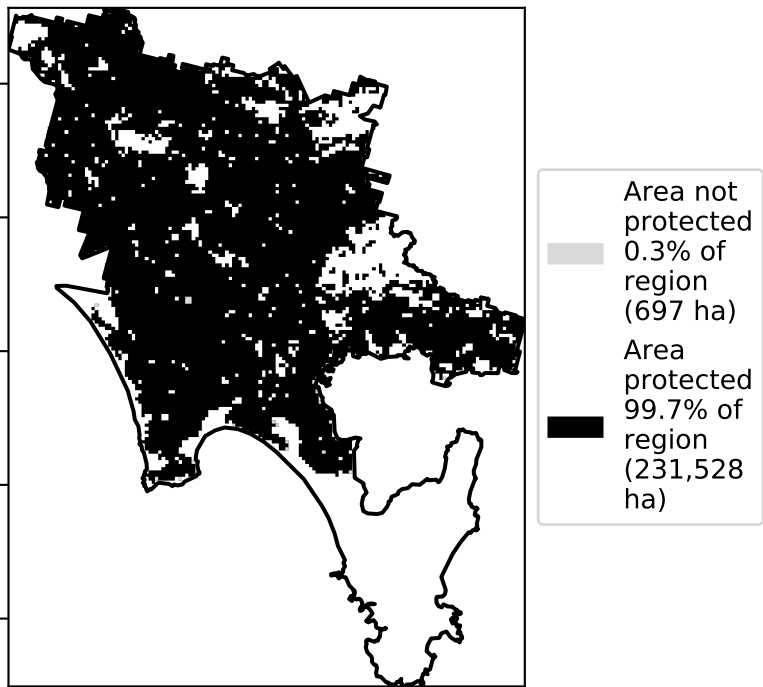 Area not
protected
0.3% of
region
(697 ha)
Area
protected
99.7% of
region
(231,528
ha)